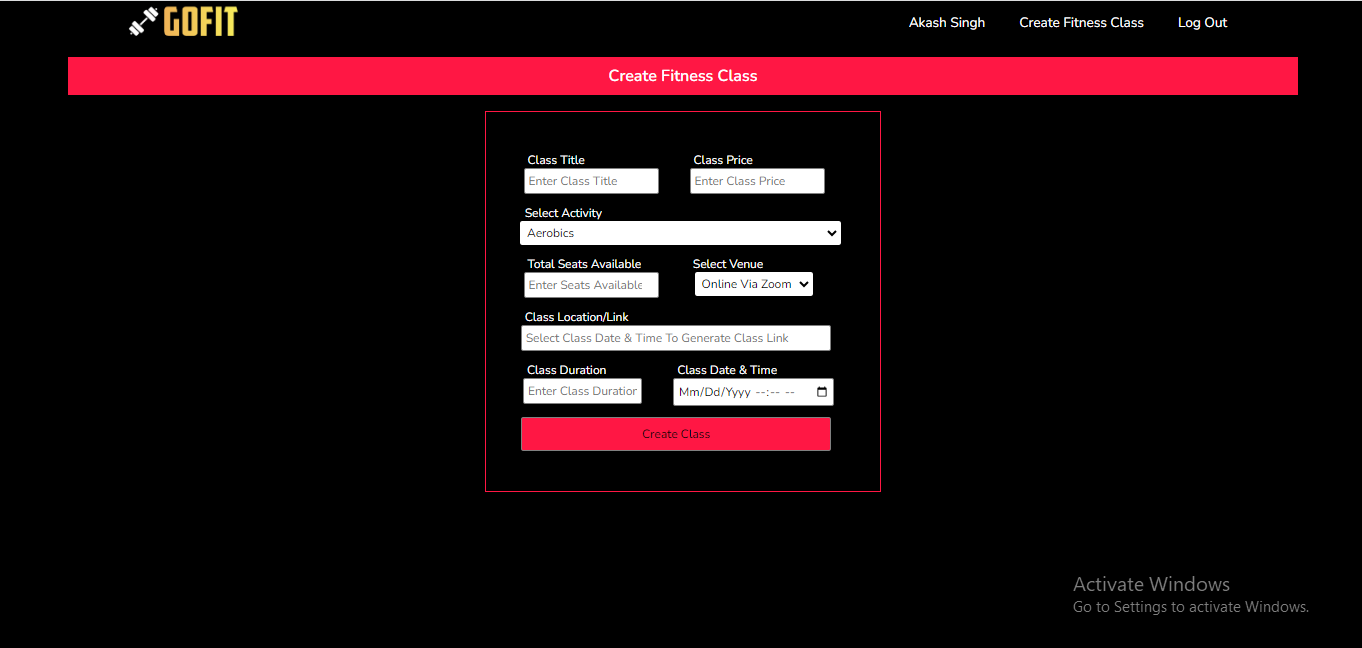 GOFIT
Akash Singh Create Fitness Class Log Out
Create Fitness Class
Class Title Class Price
Enter Class Title Enter Class Price
Select Activity
Aerobics
Total Seats Available Select Venue
Enter Seats Available Online Via Zoom
Class Location/Link
Select Class Date & Time To Generate Class Link
Class Duration Class Date & Time
Enter Class Duration Mm/Dd/Yyyy --:-- --
Create Class
Activate Windows
Go to Settings to activate Windows.